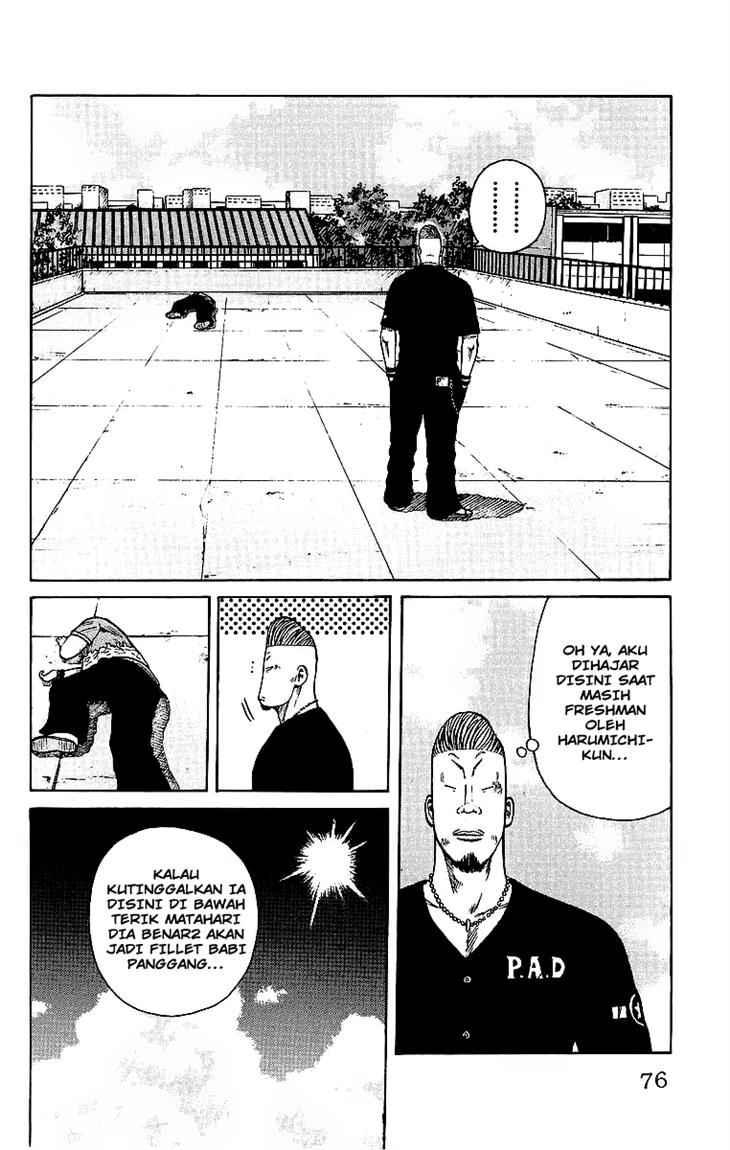 OH YA, AKU
DIHAJAR
DISINI SAAT
MASIH
FRESHMAN
OLEH
HARUMICHI-
KUN...
P.A.D
KALAU
KUTINGGALKAN IA
DISINI DI BAWAH
TERIK MATAHARI
DIA BENAR2 AKAN
JADI FILLET BABI
PANGGANG...
76